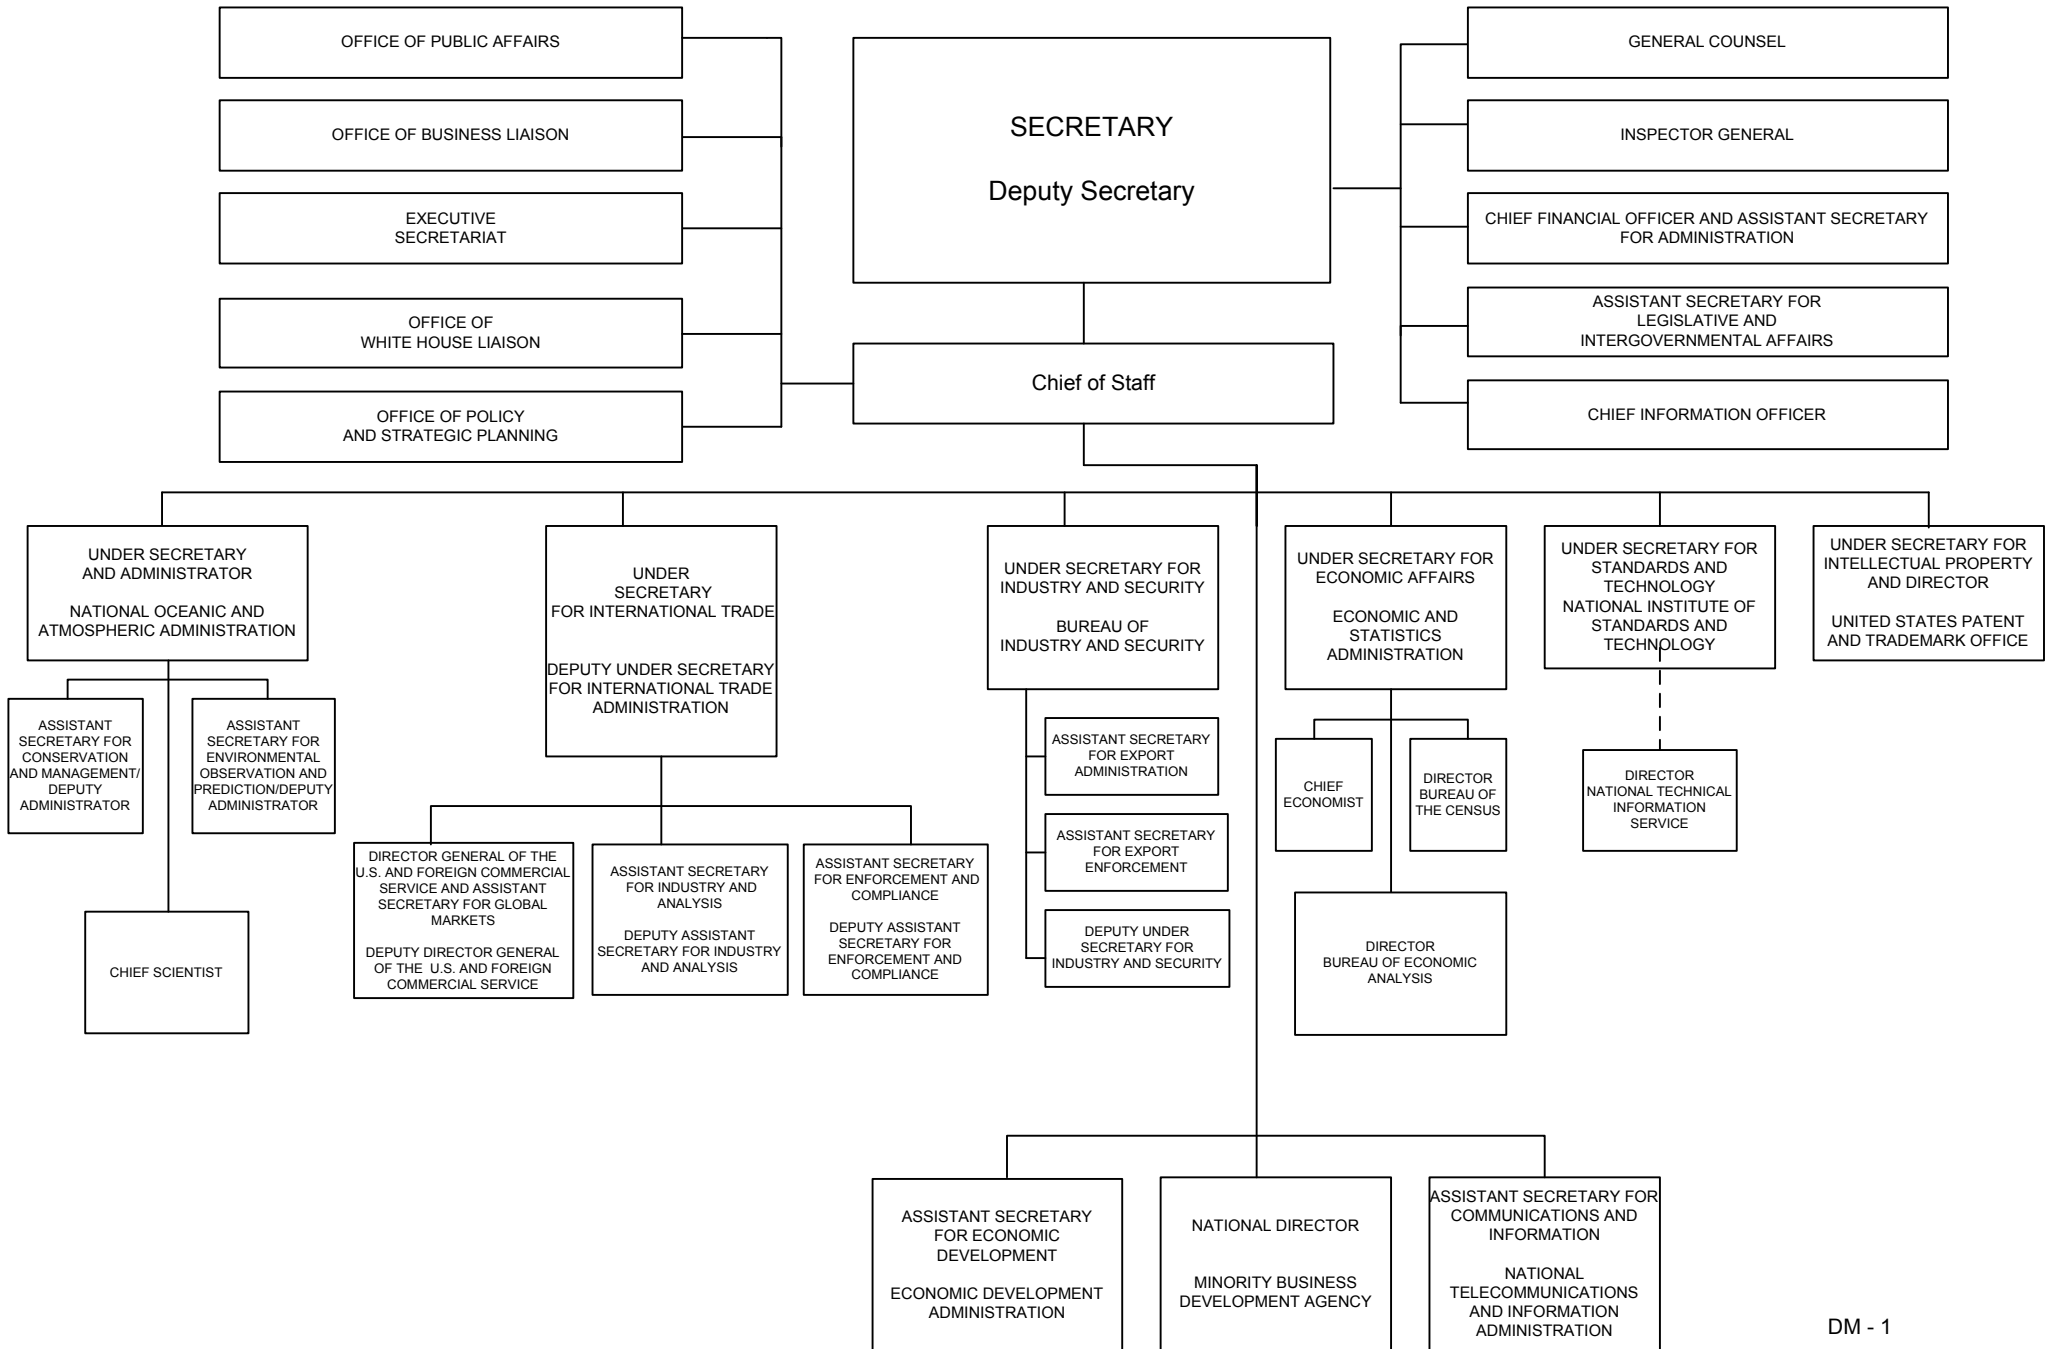 OFFICE OF PUBLIC AFFAIRS
OFFICE OF BUSINESS LIAISON
EXECUTIVE
SECRETARIAT
OFFICE OF
WHITE HOUSE LIAISON
OFFICE OF POLICY
AND STRATEGIC PLANNING
SECRETARY
Deputy Secretary
Chief of Staff
GENERAL COUNSEL
INSPECTOR GENERAL
CHIEF FINANCIAL OFFICER AND ASSISTANT SECRETARY
FOR ADMINISTRATION
ASSISTANT SECRETARY FOR
LEGISLATIVE AND
INTERGOVERNMENTAL AFFAIRS
CHIEF INFORMATION OFFICER
UNDER SECRETARY
AND ADMINISTRATOR
NATIONAL OCEANIC AND
ATMOSPHERIC ADMINISTRATION
UNDER
SECRETARY
FOR INTERNATIONAL TRADE
DEPUTY UNDER SECRETARY
FOR INTERNATIONAL TRADE
ADMINISTRATION
UNDER SECRETARY FOR
INDUSTRY AND SECURITY
BUREAU OF
INDUSTRY AND SECURITY
UNDER SECRETARY FOR
ECONOMIC AFFAIRS
ECONOMIC AND
STATISTICS
ADMINISTRATION
UNDER SECRETARY FOR
STANDARDS AND
TECHNOLOGY
NATIONAL INSTITUTE OF
STANDARDS AND
TECHNOLOGY
UNDER SECRETARY FOR
INTELLECTUAL PROPERTY
AND DIRECTOR
UNITED STATES PATENT
AND TRADEMARK OFFICE
ASSISTANT
SECRETARY FOR
CONSERVATION
AND MANAGEMENT/
DEPUTY
ADMINISTRATOR
ASSISTANT
SECRETARY FOR
ENVIRONMENTAL
OBSERVATION AND
PREDICTION/DEPUTY
ADMINISTRATOR
CHIEF SCIENTIST
DIRECTOR GENERAL OF THE
U.S. AND FOREIGN COMMERCIAL
SERVICE AND ASSISTANT
SECRETARY FOR GLOBAL
MARKETS
DEPUTY DIRECTOR GENERAL
OF THE U.S. AND FOREIGN
COMMERCIAL SERVICE
ASSISTANT SECRETARY
FOR INDUSTRY AND
ANALYSIS
DEPUTY ASSISTANT
SECRETARY FOR INDUSTRY
AND ANALYSIS
ASSISTANT SECRETARY
FOR ENFORCEMENT AND
COMPLIANCE
DEPUTY ASSISTANT
SECRETARY FOR
ENFORCEMENT AND
COMPLIANCE
ASSISTANT SECRETARY
FOR EXPORT
ADMINISTRATION
ASSISTANT SECRETARY
FOR EXPORT
ENFORCEMENT
DEPUTY UNDER
SECRETARY FOR
INDUSTRY AND SECURITY
CHIEF
ECONOMIST
DIRECTOR
BUREAU OF
THE CENSUS
DIRECTOR
BUREAU OF ECONOMIC
ANALYSIS
DIRECTOR
NATIONAL TECHNICAL
INFORMATION
SERVICE
ASSISTANT SECRETARY
FOR ECONOMIC
DEVELOPMENT
ECONOMIC DEVELOPMENT
ADMINISTRATION
NATIONAL DIRECTOR
MINORITY BUSINESS
DEVELOPMENT AGENCY
ASSISTANT SECRETARY FOR
COMMUNICATIONS AND
INFORMATION
NATIONAL
TELECOMMUNICATIONS
AND INFORMATION
ADMINISTRATION
DM - 1